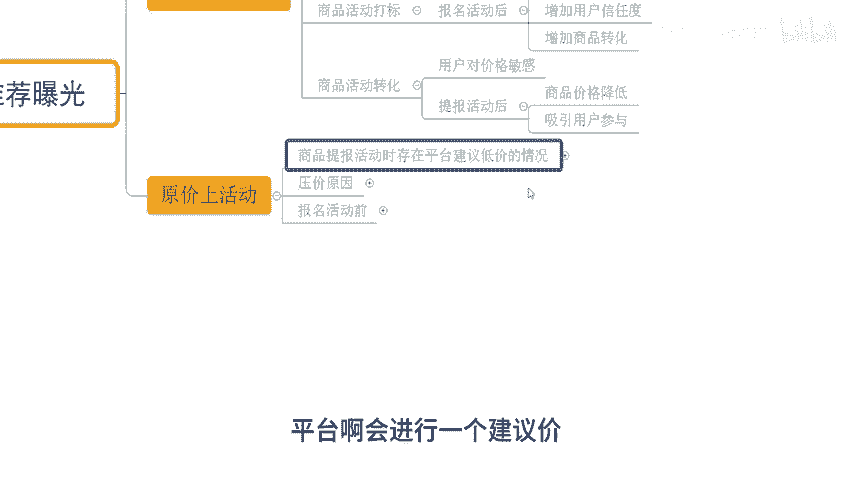 商品活动打标
报名活动后
增加用户信任度
增加商品转化
用户对价格敏感
商品活动转化
商品价格降低
提报活动后
吸引用户参与
荐曝光
商品提报活动时存在平台建议低价的情况
压价原因
原价上活动
报名活动前
平台啊会进行一个建议价